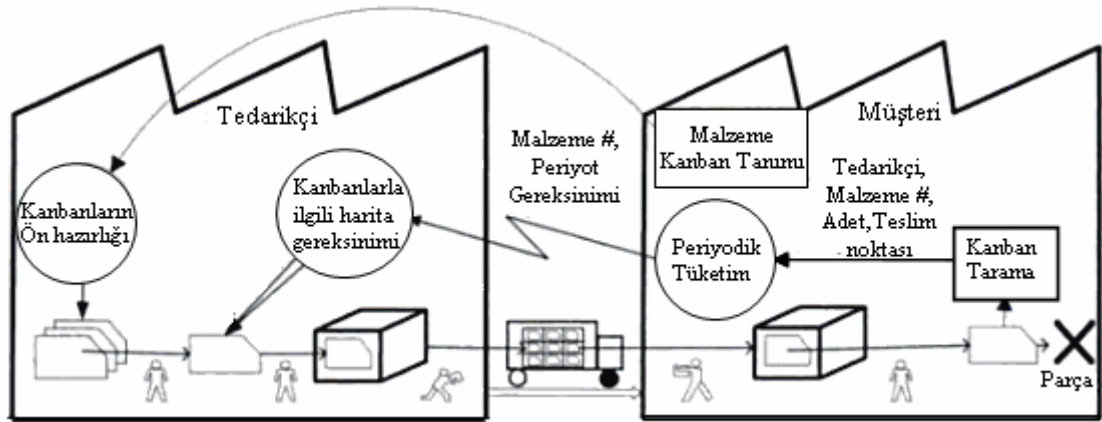 Tedarikçi
Müşteri
Malzeme
Kanban Tanımı
Malzeme #,
Periyot
Gereksinimi
Tedarikçi,
Malzeme #,
Adet,Teslim
noktası
Kanbanların
Ön hazırlığı
Kanbanlarla
ilgili harita
gereksinimi
Periyodik
Tüketim
Kanban
Tarama
Parça